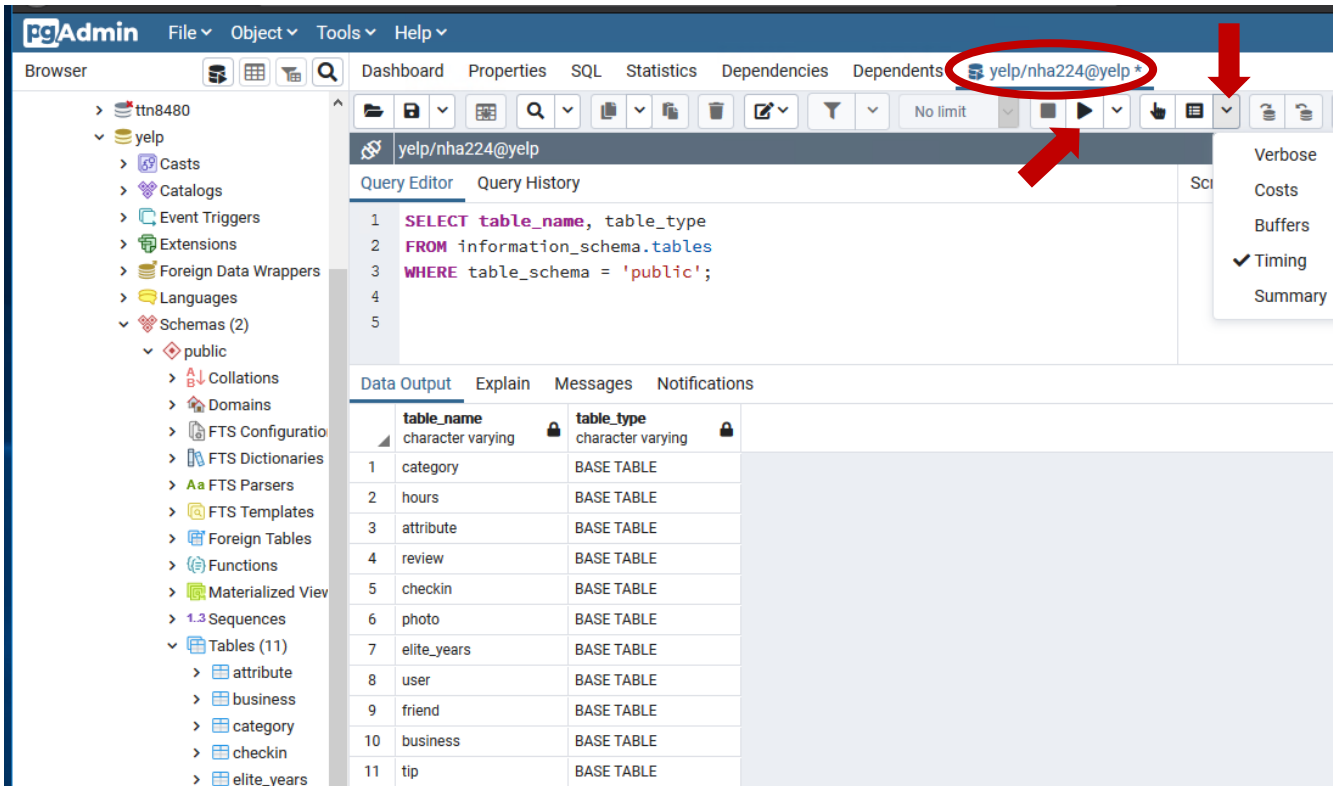 pgAdmin File Object Tools Help
Browser
Dashboard Properties SQL Statistics Dependencies Dependents yelp/nha224@yelp *
No limit
ttn8480
yelp
Casts
Catalogs
Event Triggers
Extensions
Foreign Data Wrappers
Languages
Schemas (2)
public
Collations
Domains
FTS Configuratio
FTS Dictionaries
Aa FTS Parsers
FTS Templates
Foreign Tables
Functions
Materialized View
1..3 Sequences
Tables (11)
attribute
business
category
checkin
elite_years
yelp/nha224@yelp
Query Editor Query History
Scr
Verbose
Costs
Buffers
Timing
Summary
1 SELECT table_name, table_type
2 FROM information_schema.tables
3 WHERE table_schema = 'public';
4
5
Data Output Explain Messages Notifications
table_name table_type
character varying character varying
1 category BASE TABLE
2 hours BASE TABLE
3 attribute BASE TABLE
4 review BASE TABLE
5 checkin BASE TABLE
6 photo BASE TABLE
7 elite_years BASE TABLE
8 user BASE TABLE
9 friend BASE TABLE
10 business BASE TABLE
11 tip BASE TABLE